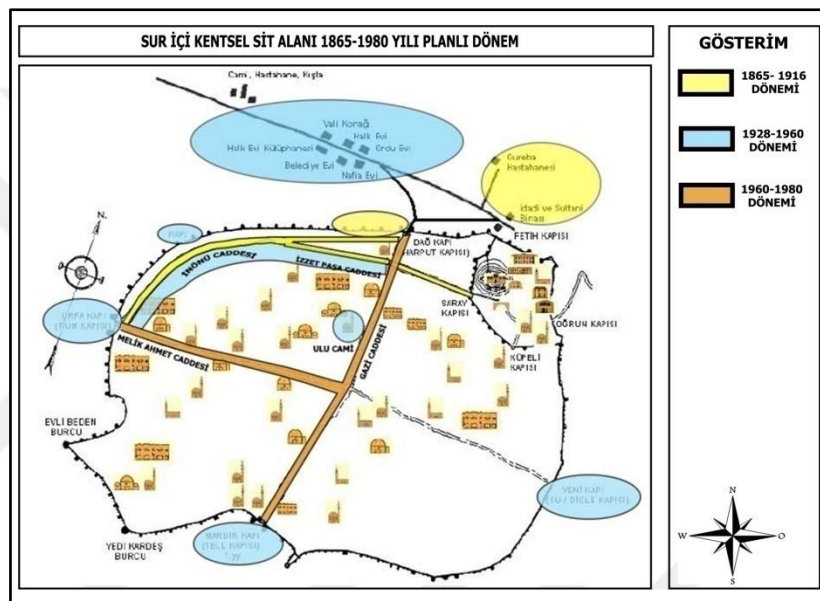 SUR İÇİ KENTSEL SİT ALANI 1865-1980 YILI PLANLI DÖNEM
GÖSTERİM
1865- 1916
DÖNEMİ
1928-1960
DÖNEMİ
1960-1980
DÖNEMİ
Cami, Hastahane, Kışla
Vali Konağı
Halk Evi
Halk Evi Kütüphanesi
Ordu Evi
Belediye Evi
Nafia Evi
Gureba
Hastahanesi
İdadi ve Sultani
Binası
FETİH KAPISI
N.
DAĞ KAPI
(HARPUT KAPISI)
İNÖNÜ CADDESİ
İZZET PAŞA CADDESİ
SARAY
KAPISI
OĞRUN KAPISI
KÜPELİ
KAPISI
URFA KAPI
(RUM KAPISI)
MELİK AHMET CADDESİ
ULU CAMİ
GAZİ CADDESİ
EVLİ BEDEN
BURCU
YENİ KAPI
(SU / DİCLE KAPISI)
YEDİ KARDEŞ
BURCU
MARDİN KAPI
(TELL KAPISI)
N
W
O
S